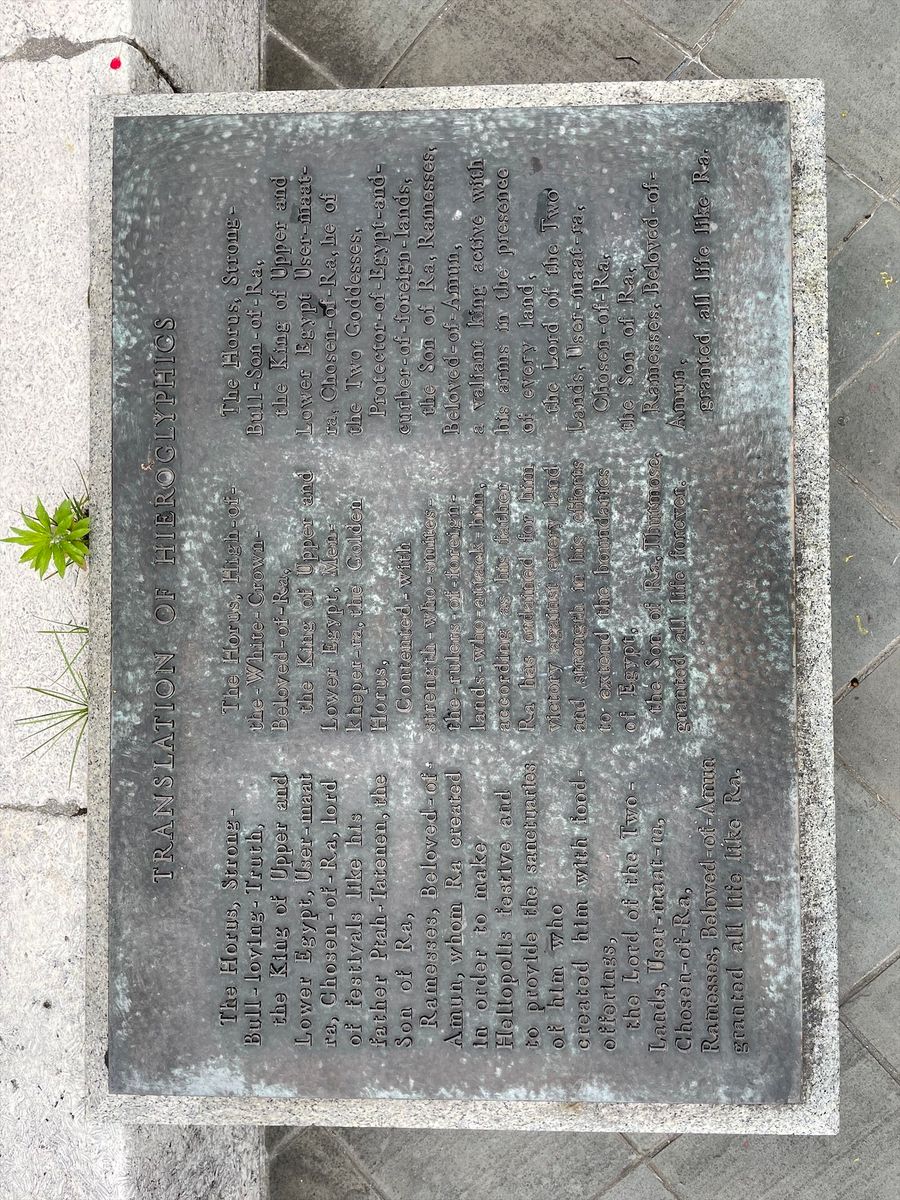 TRANSLATION OF HIEROGLYPHICS
The Horus, Strong-
Bull-loving-Truth,
the King of Upper and
Lower Egypt, User-maat
ra, Chosen-of-Ra, lord
of festivals like his
father Ptah-Tatenen, the
Son of Ra,
Ramesses, Beloved-of-
Amun, whom Ra created
in order to make
Heliopolis festive and
to provide the sanctuaries
of him who
created him with food-
offerings,
the Lord of the Two-
Lands, User-maat-ra,
Chosen-of-Ra,
Ramesses, Beloved-of-Amun
granted all life like Ra.
The Horus, High-of-
the-White-Crown-
Beloved-of-Ra,
the King of Upper and
Lower Egypt, Men-
kheper-ra, the Golden
Horus,
Contented-with
strength-who-smites-
the-rulers-of-foreign-
lands-who-attack-him,
according as his father
Ra has ordained for him
victory against every land
and strength in his efforts
to extend the boundaries
of Egypt,
the Son of Ra, Thutmose,
granted all life forever.
The Horus, Strong-
Bull-Son-of-Ra,
the King of Upper and
Lower Egypt User-maat-
ra, Chosen-of-Ra, he of
the Two Goddesses,
Protector-of-Egypt-and-
curber-of-foreign-lands,
the Son of Ra, Ramesses,
Beloved-of-Amun,
a valiant king active with
his arms in the presence
of every land,
the Lord of the Two
Lands, User-maat-ra,
Chosen-of-Ra,
the Son of Ra,
Ramesses, Beloved-of-
Amun,
granted all life like Ra.